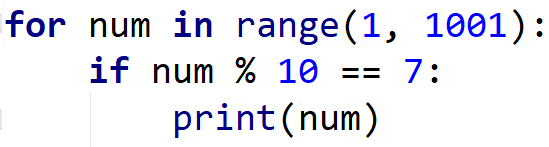 for num in range(1, 1001):
    if num % 10 == 7:
        print(num)